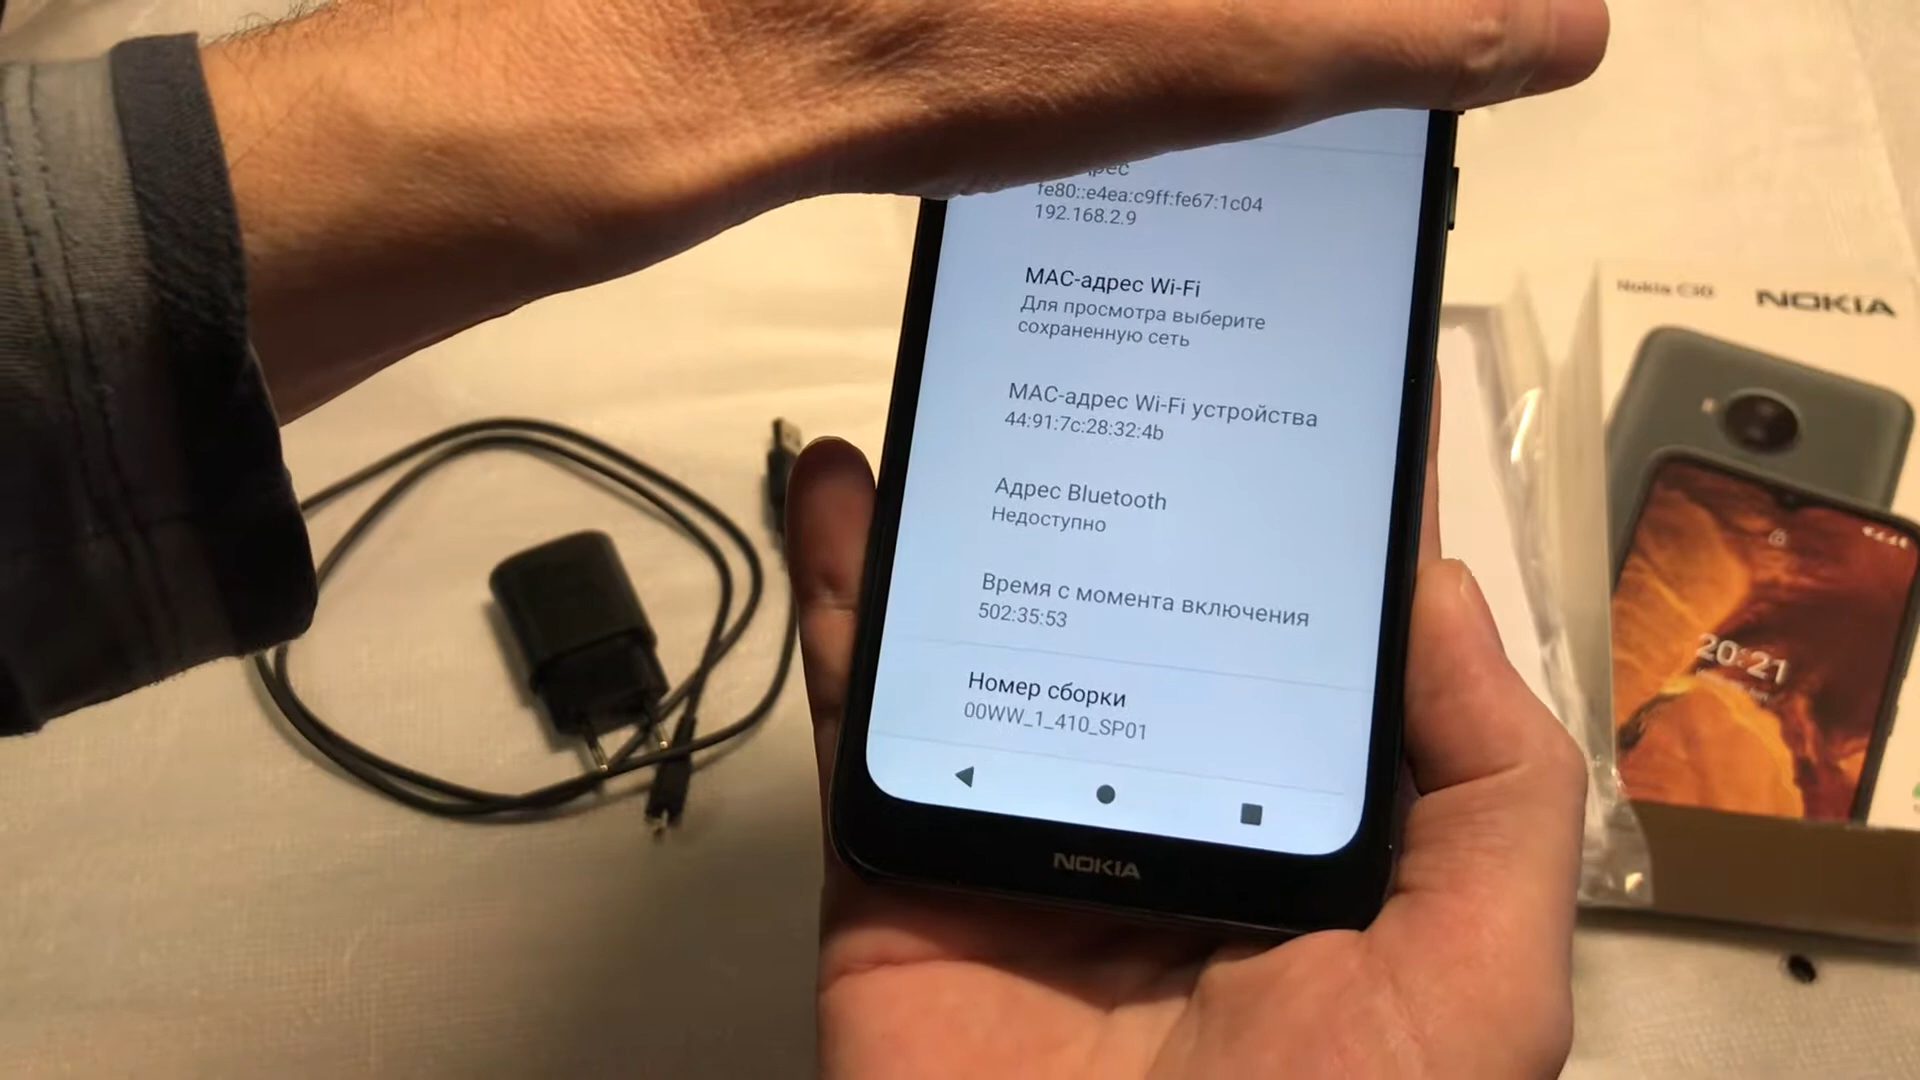 fe80::e4ea:c9ff:fe67:1c04
192.168.2.9
МАС-адрес Wi-Fi
Для просмотра выберите
сохраненную сеть
МАС-адрес Wi-Fi устройства
44:91:7c:28:32:4b
Адрес Bluetooth
Недоступно
Время с момента включения
502:35:53
Номер сборки
00WW_1_410_SP01
NOKIA
Nokia C30
NOKIA
20:21